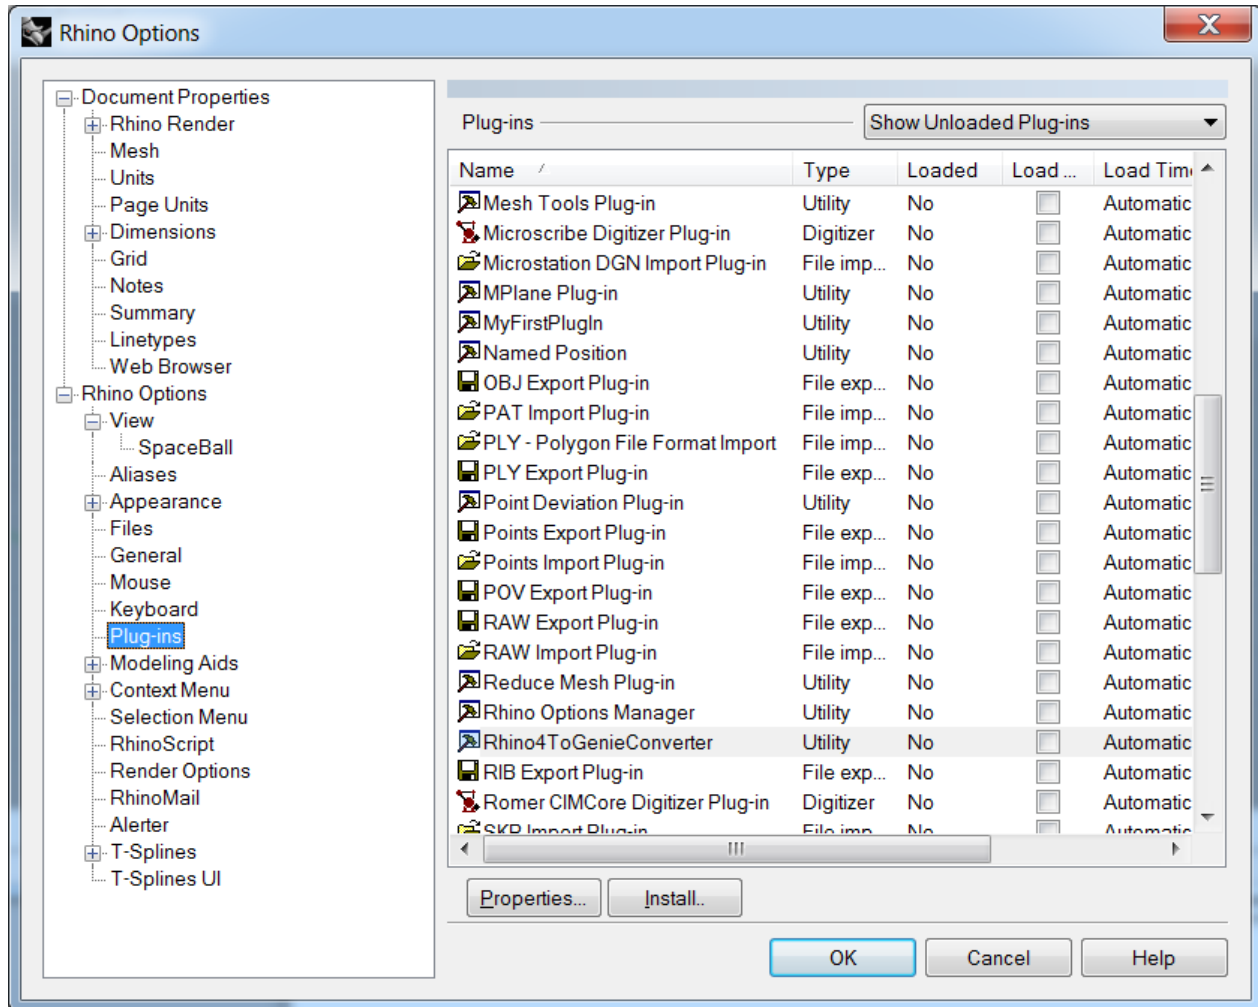 Rhino Options
Document Properties
Rhino Render
Mesh
Units
Page Units
Dimensions
Grid
Notes
Summary
Linetypes
Web Browser
Rhino Options
View
SpaceBall
Aliases
Appearance
Files
General
Mouse
Keyboard
Plug-ins
Modeling Aids
Context Menu
Selection Menu
RhinoScript
Render Options
RhinoMail
Alerter
T-Splines
T-Splines UI
Plug-ins Show Unloaded Plug-ins
Name Type Loaded Load ... Load Time
Mesh Tools Plug-in Utility No Automatic
Microscribe Digitizer Plug-in Digitizer No Automatic
Microstation DGN Import Plug-in File imp... No Automatic
MPlane Plug-in Utility No Automatic
MyFirstPlugIn Utility No Automatic
Named Position Utility No Automatic
OBJ Export Plug-in File exp... No Automatic
PAT Import Plug-in File imp... No Automatic
PLY - Polygon File Format Import File imp... No Automatic
PLY Export Plug-in File exp... No Automatic
Point Deviation Plug-in Utility No Automatic
Points Export Plug-in File exp... No Automatic
Points Import Plug-in File imp... No Automatic
POV Export Plug-in File exp... No Automatic
RAW Export Plug-in File exp... No Automatic
RAW Import Plug-in File imp... No Automatic
Reduce Mesh Plug-in Utility No Automatic
Rhino Options Manager Utility No Automatic
Rhino4ToGenieConverter Utility No Automatic
RIB Export Plug-in File exp... No Automatic
Romer CIMCore Digitizer Plug-in Digitizer No Automatic
SKP Import Plug-in File imp... No Automatic
Properties... Install..
OK Cancel Help